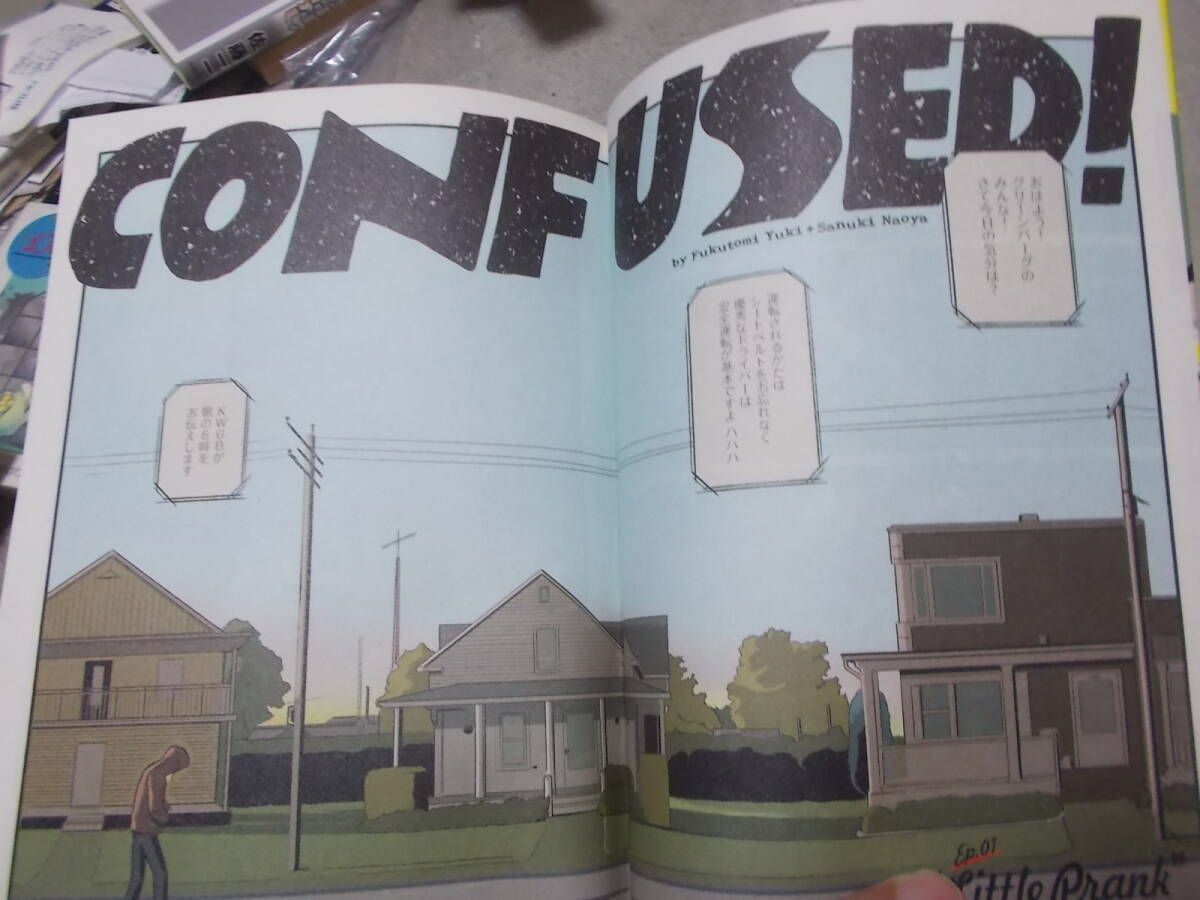 CONFUSED!
by Fukutomi Yuki + Sanuki Naoya
おはよう!
グリーンバーグの
みんな!
さて今日の気分は?
運転されるかたは
シートベルトをお忘れなく
優秀なドライバーは
安全運転が基本ですよハハハ
KWGBが
朝の6時を
お伝えします
Ep.01
Little Prank"